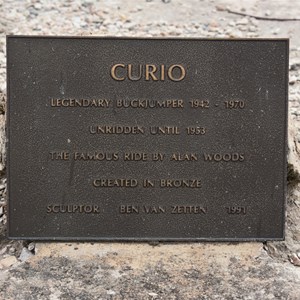 CURIO
LEGENDARY BUCKJUMPER 1942 - 1970
UNRIDDEN UNTIL 1953
THE FAMOUS RIDE BY ALAN WOODS
CREATED IN BRONZE
SCULPTOR BEN VAN ZETTEN 1991